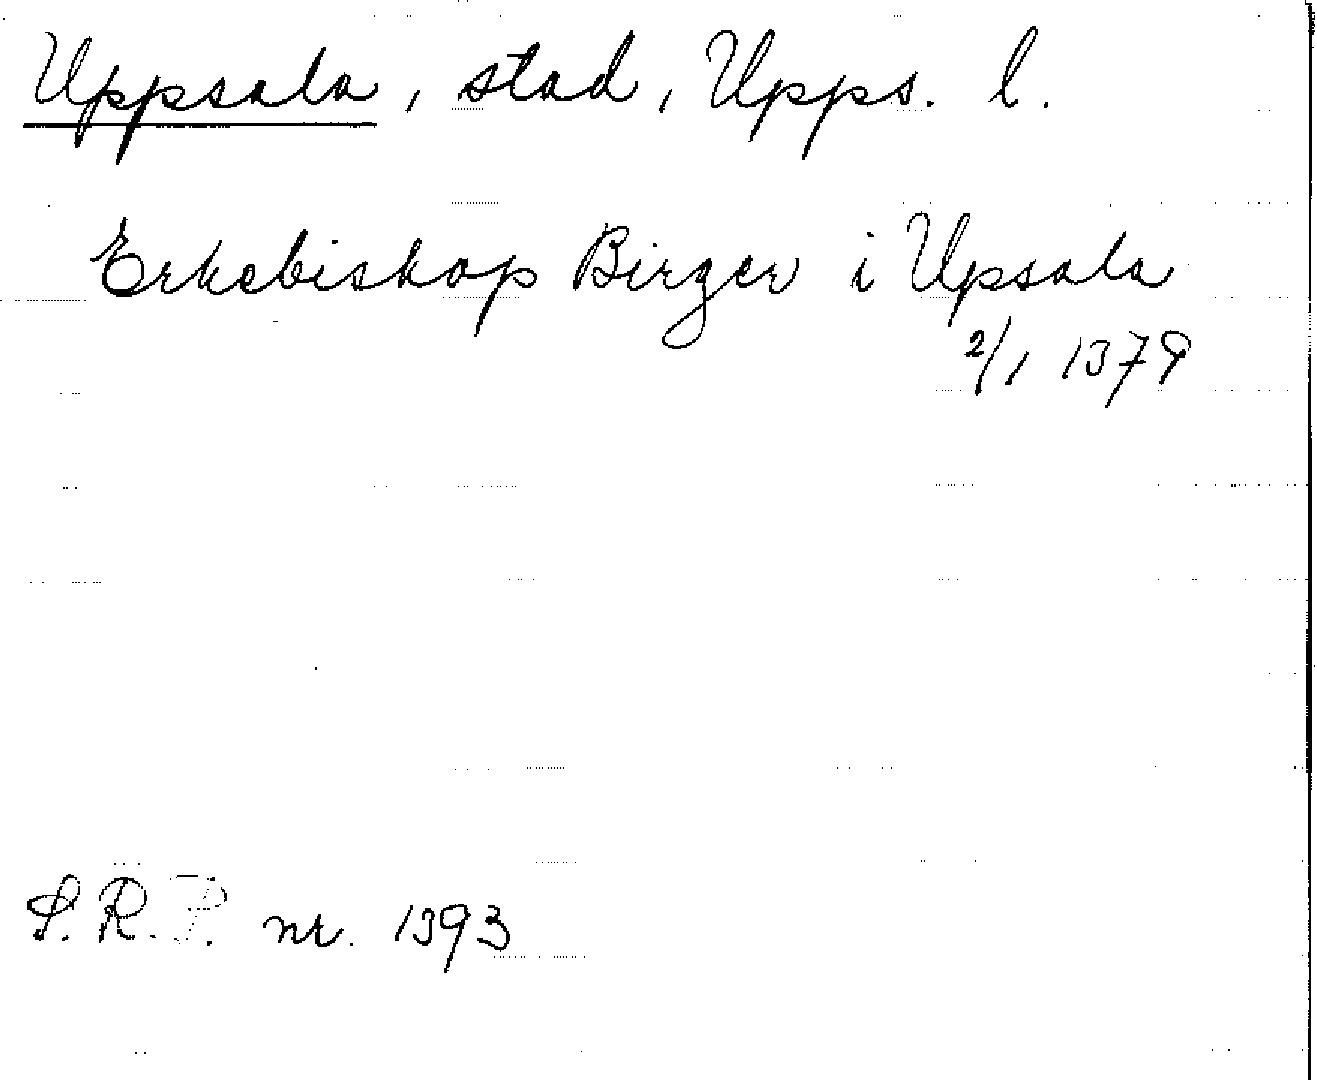 Uppsala, stad, Upps. l.
Erkebiskop Birger i Upsala
2/1 1379
S.R.P. nr. 1393